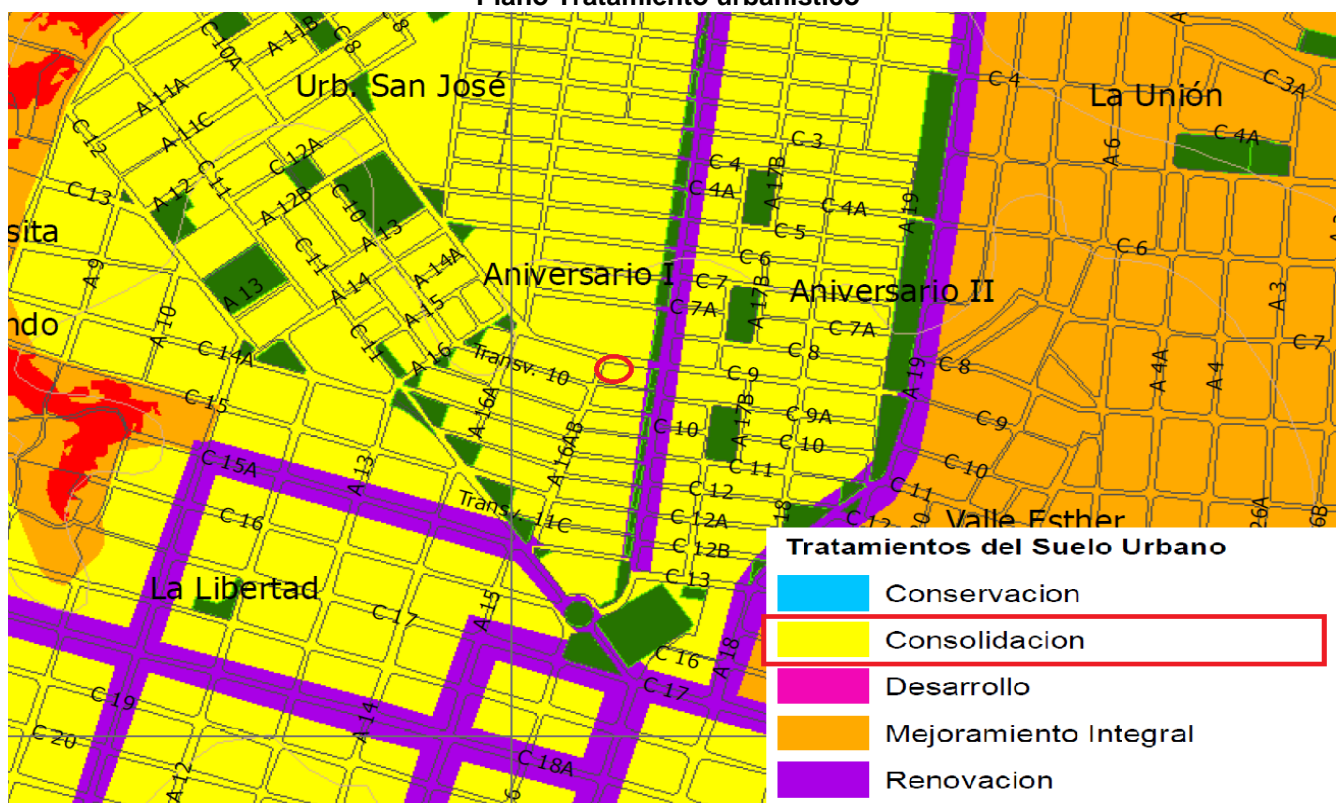 Plano Tratamiento urbanístico
C 10A
A 11B
C 8
C 8
Urb. San José
A 11A
A 11C
C 12
C 12A
C 11
C 13
A 12
A 12B
C 10
A 13
sita
A 9
A 13
C 11
A 14
A 14A
A 15
ndo
A 10
C 14A
C 11
A 16
C 15
Aniversario I
Transv. 10
A 16A
A 16AB
C 3
C 4
C 4A
A 17B
C 4A
A 19
C 5
C 6
C 7
C 7A
A 17B
Aniversario II
C 7A
C 8
C 9
A 17B
C 9A
C 10
C 10
C 11
C 12
C 12A
C 12B
C 13
C 4
La Unión
C 3A
C 4A
A 6
C 6
A 3
C 7
A 19
C 8
A 4A
A 4
C 9
C 10
C 11
C 12
Valle Esther
26A
6B
C 15A
A 13
C 16
Transv. 11C
La Libertad
C 17
A 15
C 16
C 17
A 18
C 19
C 20
A 14
C 18A
A 12
Tratamientos del Suelo Urbano
Conservacion
Consolidacion
Desarrollo
Mejoramiento Integral
Renovacion